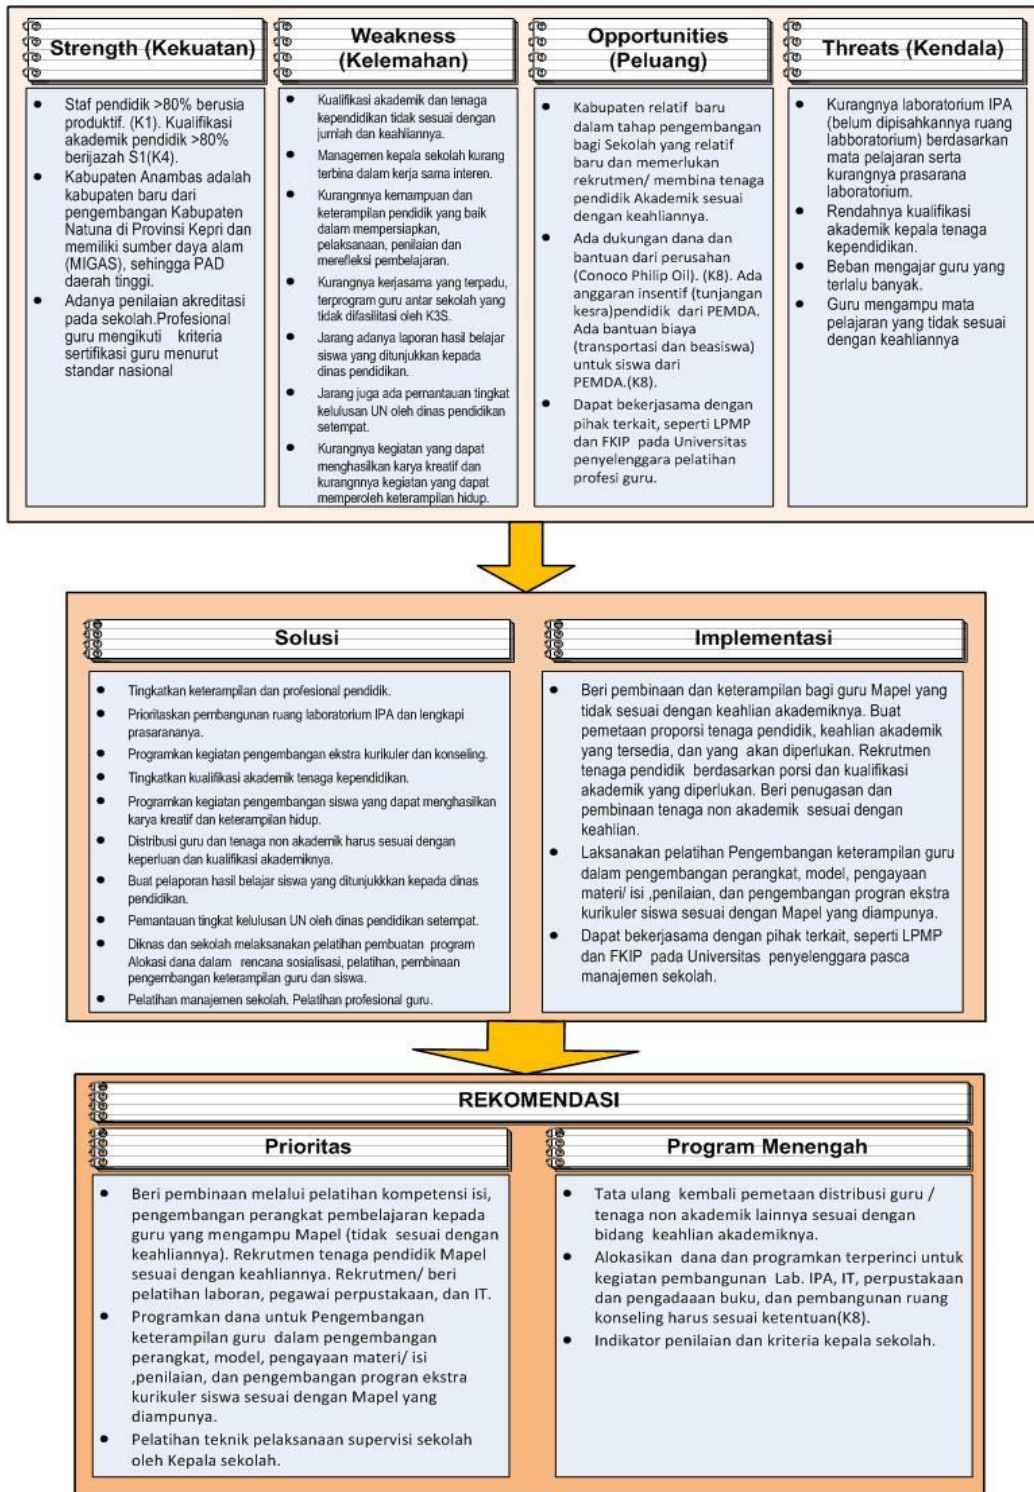 Strength (Kekuatan)
Staf pendidik >80% berusia
produktif. (K1). Kualifikasi
akademik pendidik >80%
berijazah S1(K4).
Kabupaten Anambas adalah
kabupaten baru dari
pengembangan Kabupaten
Natuna di Provinsi Kepri dan
memiliki sumber daya alam
(MIGAS), sehingga PAD
daerah tinggi.
Adanya penilaian akreditasi
pada sekolah.Profesional
guru mengikuti kriteria
sertifikasi guru menurut
standar nasional
Weakness
(Kelemahan)
Kualifikasi akademik dan tenaga
kependidikan tidak sesuai dengan
jumlah dan keahliannya.
Managemen kepala sekolah kurang
terbina dalam kerja sama interen.
Kurangnnya kemampuan dan
keterampilan pendidik yang baik
dalam mempersiapkan,
pelaksanaan, penilaian dan
merefleksi pembelajaran.
Kurangnya kerjasama yang terpadu,
terprogram guru antar sekolah yang
tidak difasilitasi oleh K3S.
Jarang adanya laporan hasil belajar
siswa yang ditunjukkan kepada
dinas pendidikan.
Jarang juga ada pemantauan tingkat
kelulusan UN oleh dinas pendidikan
setempat.
Kurangnya kegiatan yang dapat
menghasilkan karya kreatif dan
kurangnnya kegiatan yang dapat
memperoleh keterampilan hidup.
Opportunities
(Peluang)
Kabupaten relatif baru
dalam tahap pengembangan
bagi Sekolah yang relatif
baru dan memerlukan
rekrutmen/ membina tenaga
pendidik Akademik sesuai
dengan keahliannya.
Ada dukungan dana dan
bantuan dari perusahan
(Conoco Philip Oil). (K8). Ada
anggaran insentif (tunjangan
kesra)pendidik dari PEMDA.
Ada bantuan biaya
(transportasi dan beasiswa)
untuk siswa dari
PEMDA.(K8).
Dapat bekerjasama dengan
pihak terkait, seperti LPMP
dan FKIP pada Universitas
penyelenggara pelatihan
profesi guru.
Threats (Kendala)
Kurangnya laboratorium IPA
(belum dipisahkannya ruang
labboratorium) berdasarkan
mata pelajaran serta
kurangnya prasarana
laboratorium.
Rendahnya kualifikasi
akademik kepala tenaga
kependidikan.
Beban mengajar guru yang
terlalu banyak.
Guru mengampu mata
pelajaran yang tidak sesuai
dengan keahliannya
Solusi
Tingkatkan keterampilan dan profesional pendidik.
Prioritaskan pembangunan ruang laboratorium IPA dan lengkapi
prasarananya.
Programkan kegiatan pengembangan ekstra kurikuler dan konseling.
Tingkatkan kualifikasi akademik tenaga kependidikan.
Programkan kegiatan pengembangan siswa yang dapat menghasilkan
karya kreatif dan keterampilan hidup.
Distribusi guru dan tenaga non akademik harus sesuai dengan
keperluan dan kualifikasi akademiknya.
Buat pelaporan hasil belajar siswa yang ditunjukkkan kepada dinas
pendidikan.
Pemantauan tingkat kelulusan UN oleh dinas pendidikan setempat.
Diknas dan sekolah melaksanakan pelatihan pembuatan program
Alokasi dana dalam rencana sosialisasi, pelatihan, pembinaan
pengembangan keterampilan guru dan siswa.
Pelatihan manajemen sekolah. Pelatihan profesional guru.
Implementasi
Beri pembinaan dan keterampilan bagi guru Mapel yang
tidak sesuai dengan keahlian akademiknya. Buat
pemetaan proporsi tenaga pendidik, keahlian akademik
yang tersedia, dan yang akan diperlukan. Rekrutmen
tenaga pendidik berdasarkan porsi dan kualifikasi
akademik yang diperlukan. Beri penugasan dan
pembinaan tenaga non akademik sesuai dengan
keahlian.
Laksanakan pelatihan Pengembangan keterampilan guru
dalam pengembangan perangkat, model, pengayaan
materi/ isi ,penilaian, dan pengembangan progran ekstra
kurikuler siswa sesuai dengan Mapel yang diampunya.
Dapat bekerjasama dengan pihak terkait, seperti LPMP
dan FKIP pada Universitas penyelenggara pasca
manajemen sekolah.
REKOMENDASI
Prioritas
Beri pembinaan melalui pelatihan kompetensi isi,
pengembangan perangkat pembelajaran kepada
guru yang mengampu Mapel (tidak sesuai dengan
keahliannya). Rekrutmen tenaga pendidik Mapel
sesuai dengan keahliannya. Rekrutmen/ beri
pelatihan laboran, pegawai perpustakaan, dan IT.
Programkan dana untuk Pengembangan
keterampilan guru dalam pengembangan
perangkat, model, pengayaan materi/ isi
,penilaian, dan pengembangan progran ekstra
kurikuler siswa sesuai dengan Mapel yang
diampunya.
Pelatihan teknik pelaksanaan supervisi sekolah
oleh Kepala sekolah.
Program Menengah
Tata ulang kembali pemetaan distribusi guru /
tenaga non akademik lainnya sesuai dengan
bidang keahlian akademiknya.
Alokasikan dana dan programkan terperinci untuk
kegiatan pembangunan Lab. IPA, IT, perpustakaan
dan pengadaaan buku, dan pembangunan ruang
konseling harus sesuai ketentuan(K8).
Indikator penilaian dan kriteria kepala sekolah.